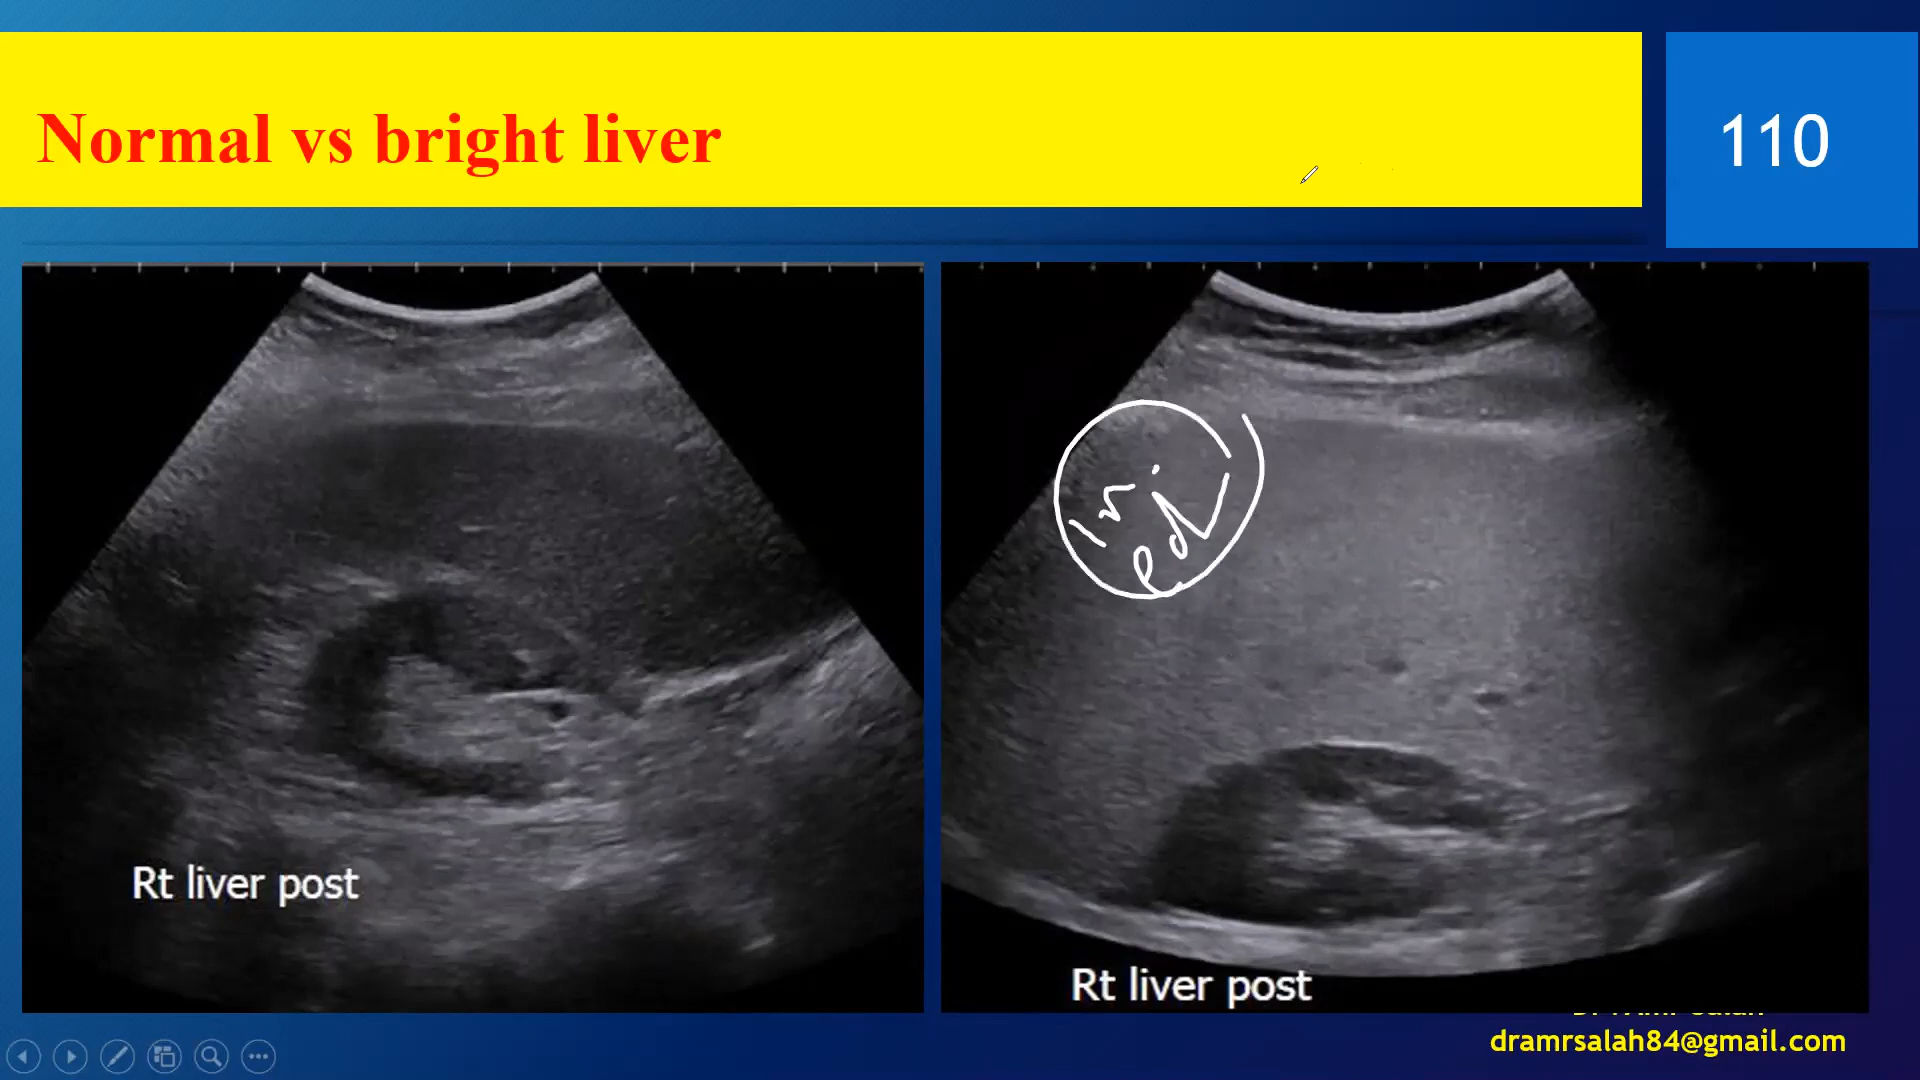 Normal vs bright liver
110
Rt liver post
Rt liver post
dramrsalah84@gmail.com